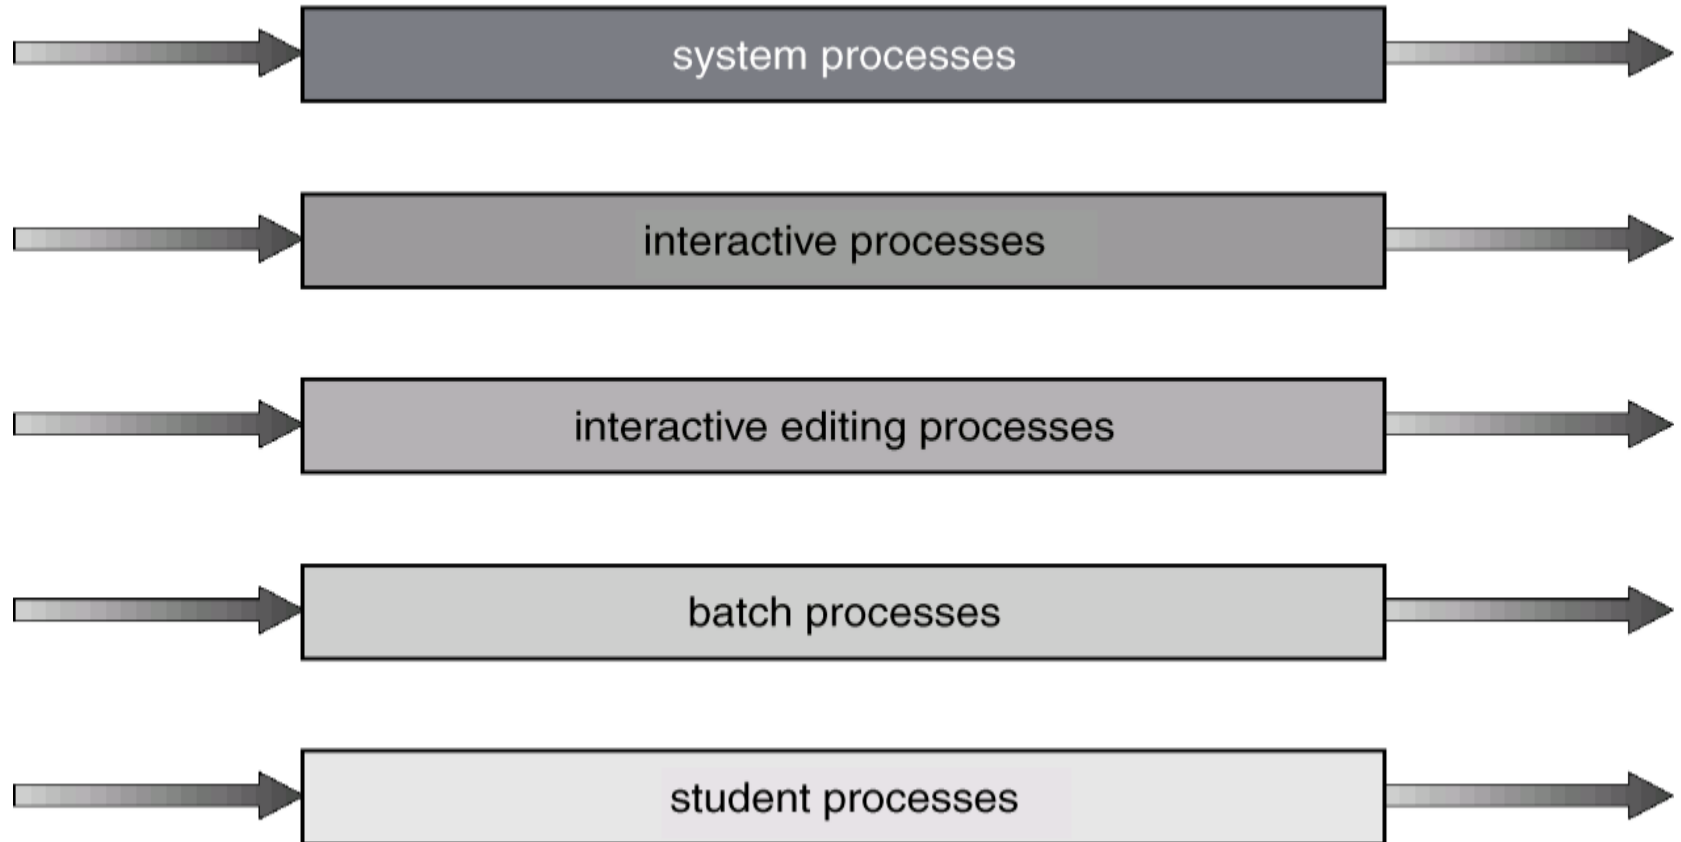 system processes
interactive processes
interactive editing processes
batch processes
student processes